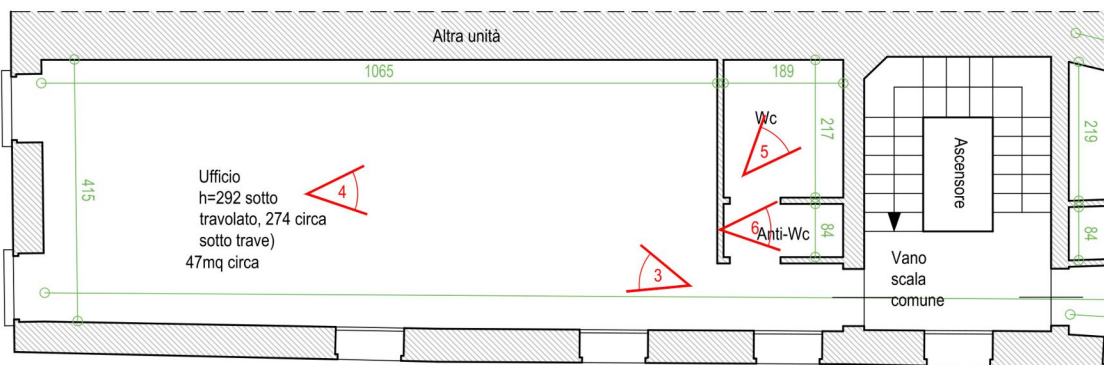 Altra unità
1065
189
Wc
217
219
5
Ascensore
Ufficio
h=292 sotto
travolato, 274 circa
sotto trave)
47mq circa
4
415
6
Anti-Wc
84
84
3
Vano
scala
comune